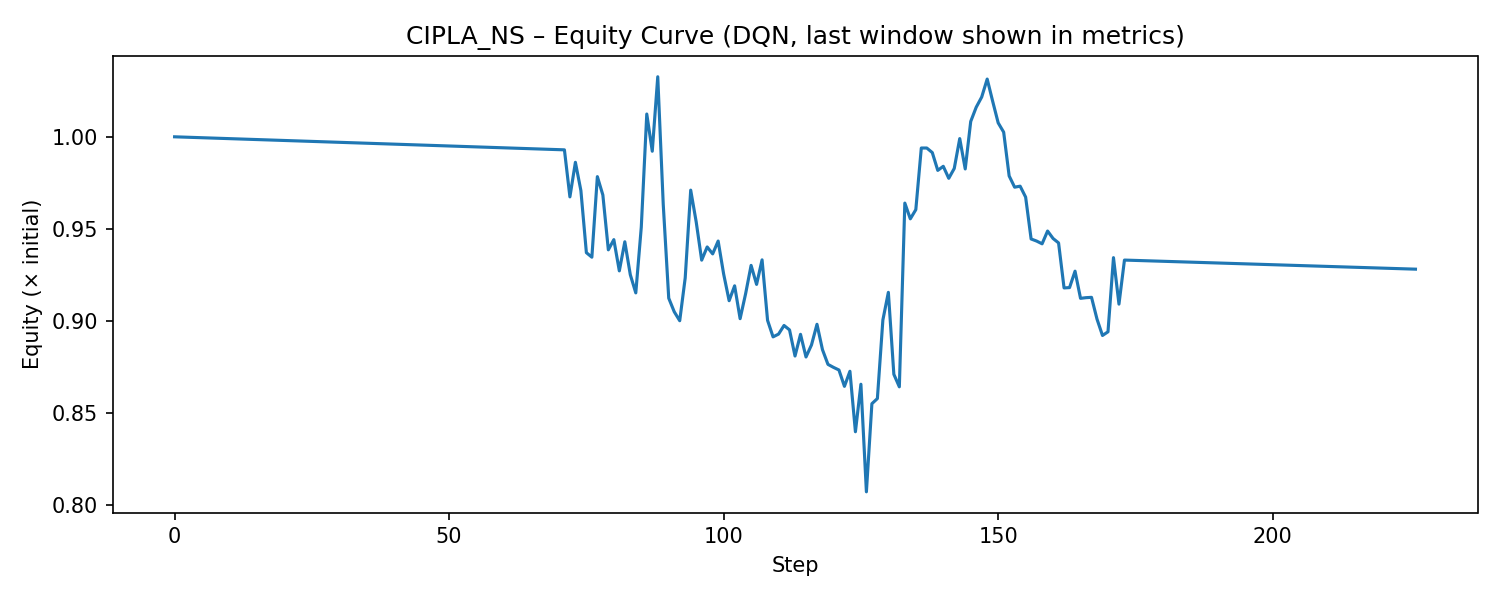 CIPLA_NS – Equity Curve (DQN, last window shown in metrics)
Equity (× initial)
1.00
0.95
0.90
0.85
0.80
0 50 100 150 200
Step